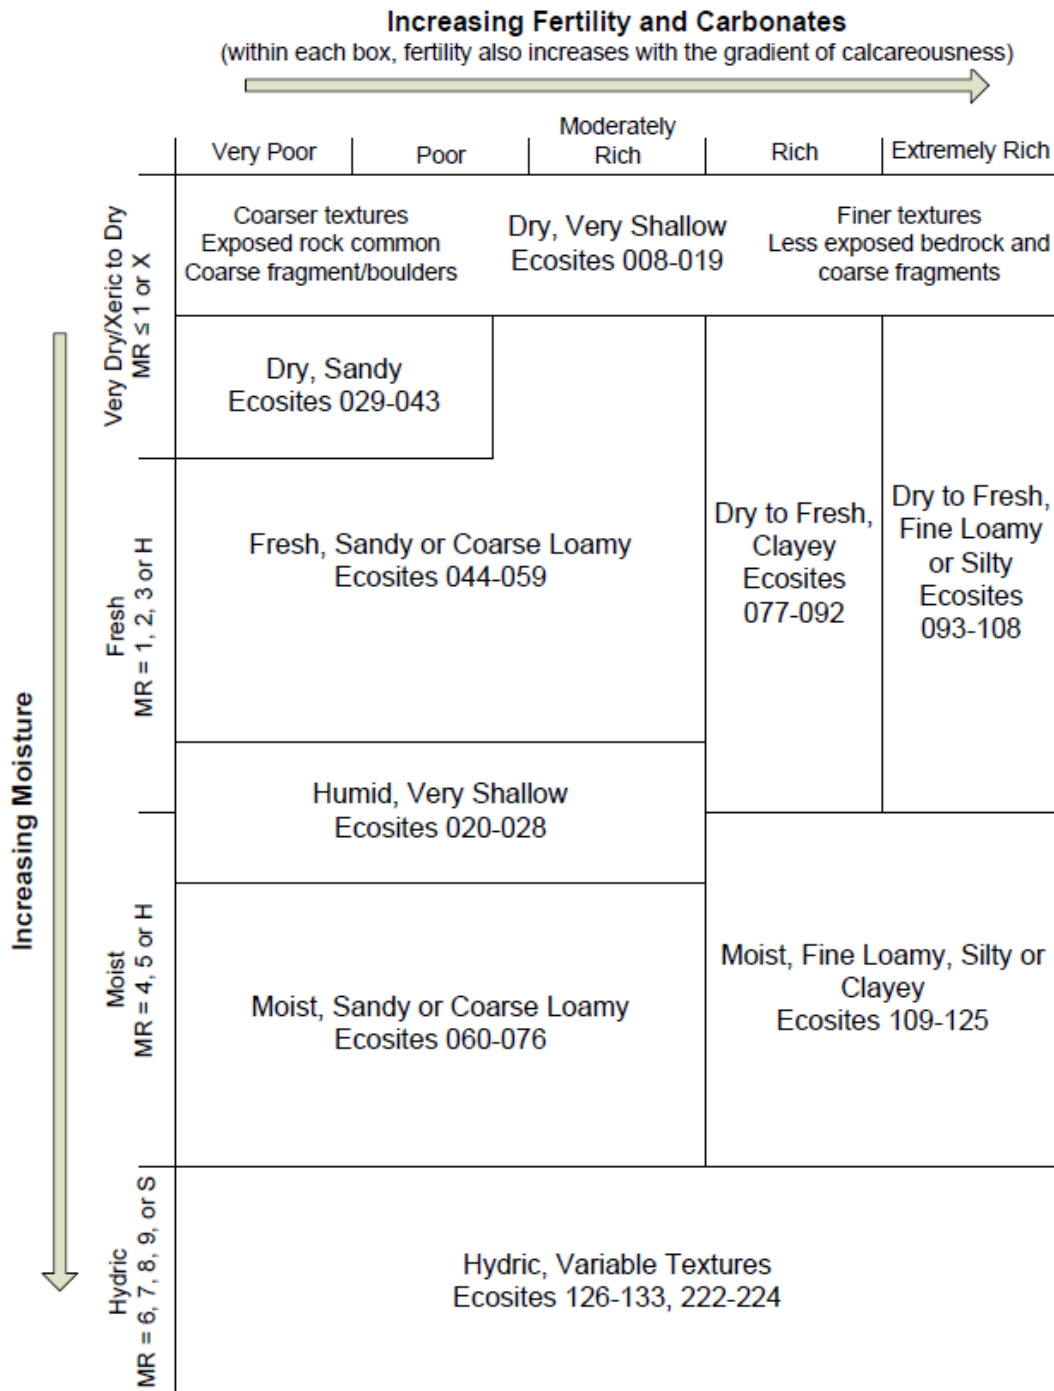 Increasing Fertility and Carbonates
(within each box, fertility also increases with the gradient of calcareousness)
Very Poor
Poor
Moderately
Rich
Rich
Extremely Rich
Increasing Moisture
Very Dry/Xeric to Dry
MR ≤ 1 or X
Coarser textures
Exposed rock common
Coarse fragment/boulders
Dry, Very Shallow
Ecosites 008-019
Finer textures
Less exposed bedrock and
coarse fragments
Dry, Sandy
Ecosites 029-043
Fresh
MR = 1, 2, 3 or H
Fresh, Sandy or Coarse Loamy
Ecosites 044-059
Dry to Fresh,
Clayey
Ecosites
077-092
Dry to Fresh,
Fine Loamy
or Silty
Ecosites
093-108
Humid, Very Shallow
Ecosites 020-028
Moist
MR = 4, 5 or H
Moist, Sandy or Coarse Loamy
Ecosites 060-076
Moist, Fine Loamy, Silty or
Clayey
Ecosites 109-125
Hydric
MR = 6, 7, 8, 9, or S
Hydric, Variable Textures
Ecosites 126-133, 222-224